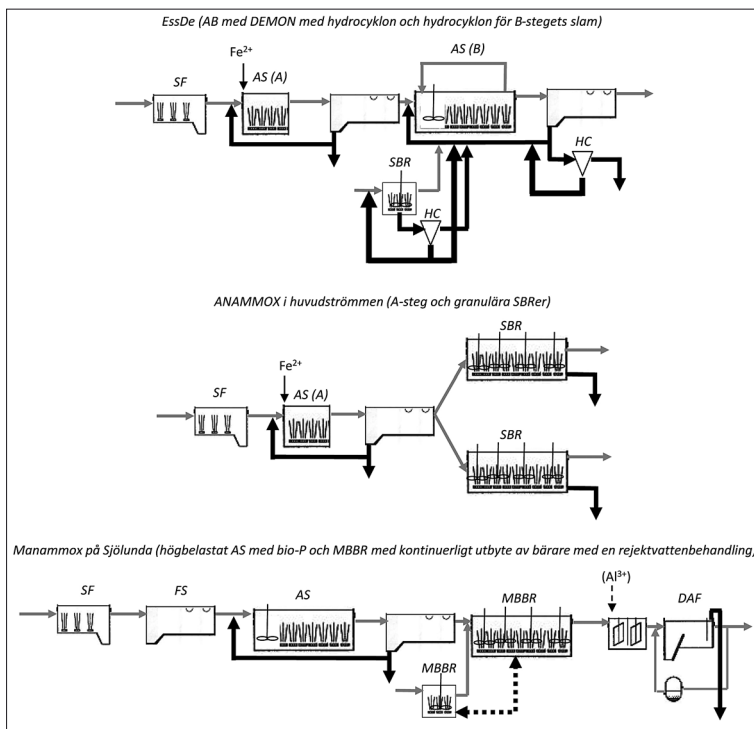 EssDe (AB med DEMON med hydrocyklon och hydrocyklon för B-stegets slam)
Fe2+
AS (B)
SF
AS (A)
HC
SBR
HC
ANAMMOX i huvudströmmen (A-steg och granulära SBRer)
SBR
Fe2+
SF
AS (A)
SBR
Manammox på Sjölunda (högbelastat AS med bio-P och MBBR med kontinuerligt utbyte av bärare med en rejektvattenbehandling)
(Al3+)
SF
FS
AS
MBBR
DAF
MBBR